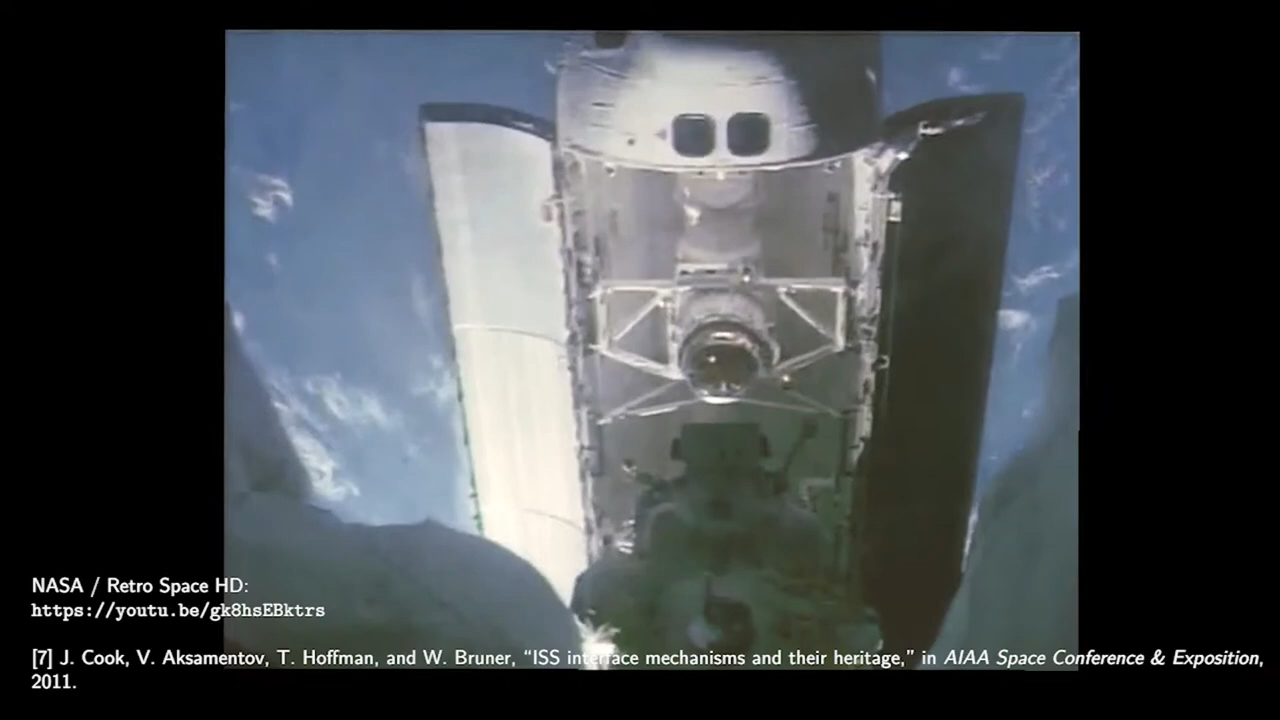 NASA / Retro Space HD:
https://youtu.be/gk8hsEBktrs
[7] J. Cook, V. Aksamentov, T. Hoffman, and W. Bruner, “ISS interface mechanisms and their heritage,” in AIAA Space Conference & Exposition,
2011.